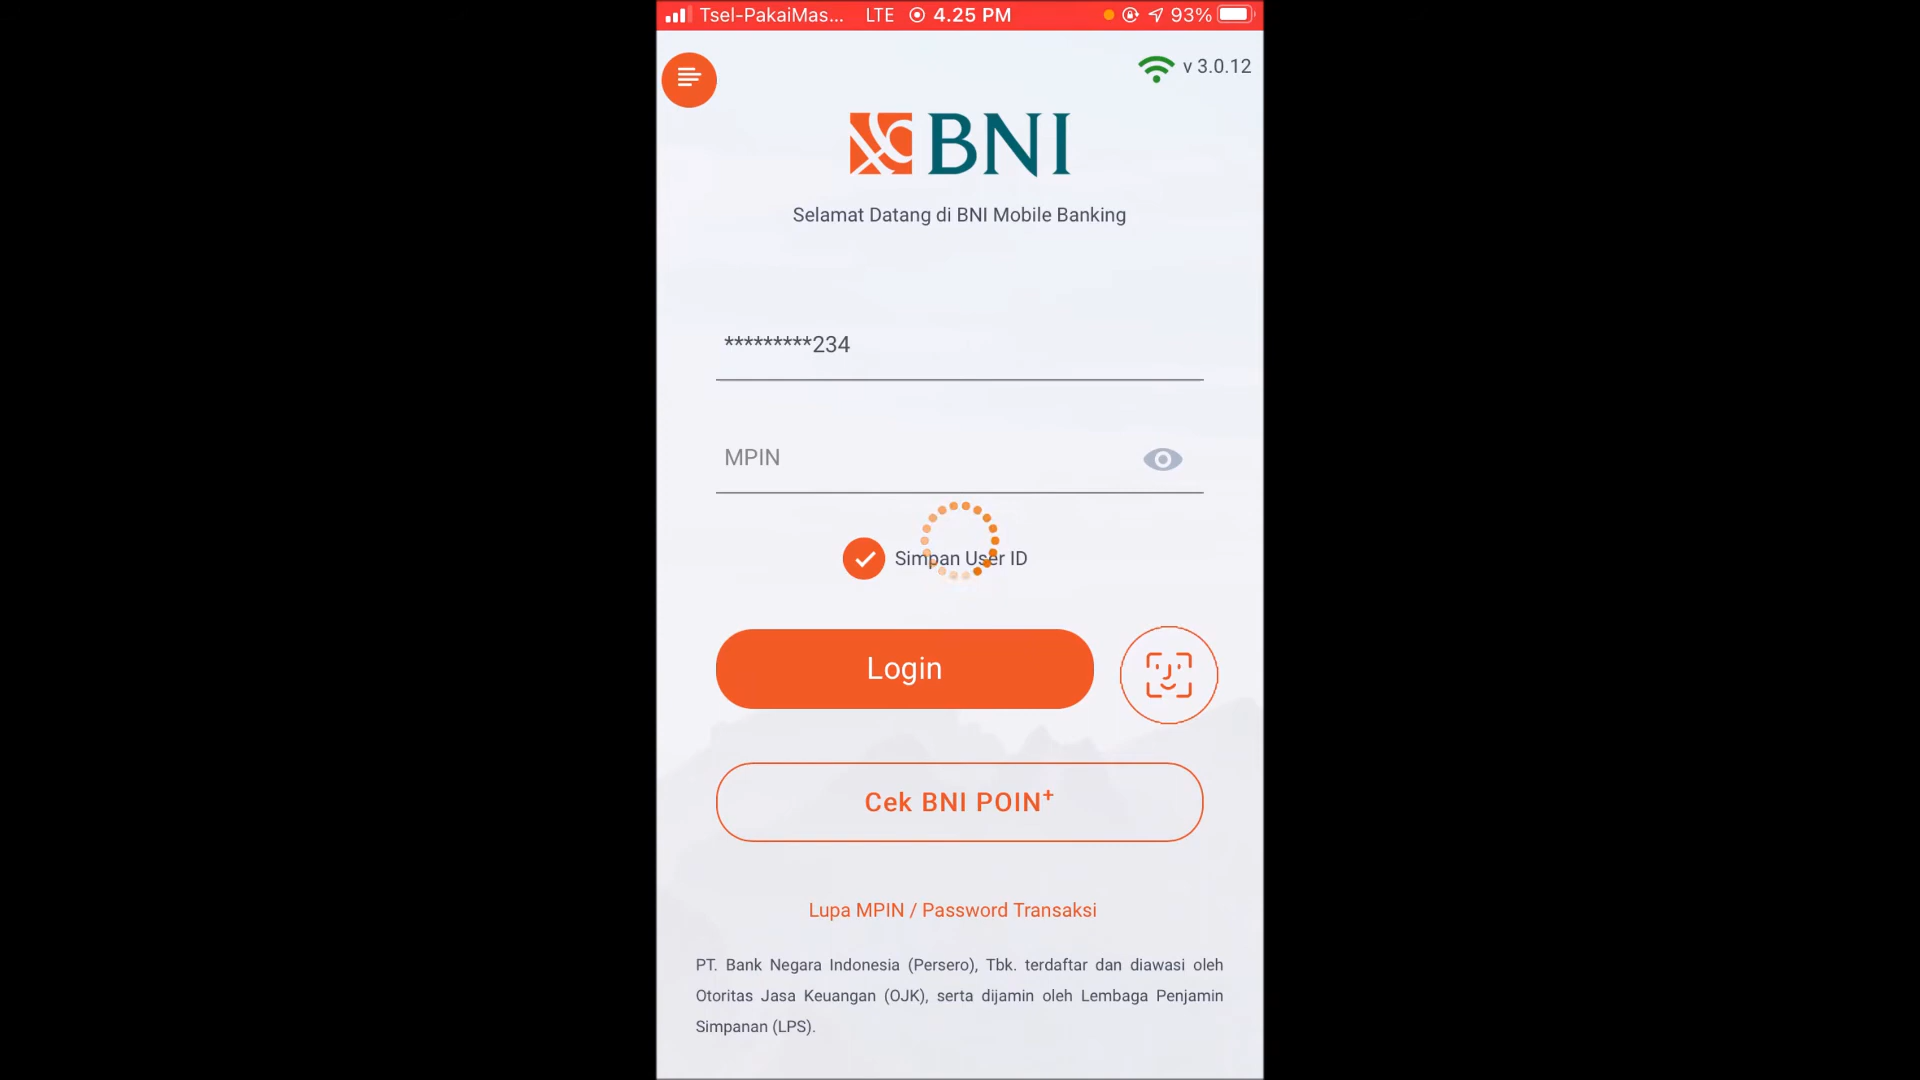 Tsel-PakaiMas... LTE 4.25 PM 93%
v 3.0.12
BNI
Selamat Datang di BNI Mobile Banking
*********234
MPIN
Simpan User ID
Login
Cek BNI POIN+
Lupa MPIN / Password Transaksi
PT. Bank Negara Indonesia (Persero), Tbk. terdaftar dan diawasi oleh
Otoritas Jasa Keuangan (OJK), serta dijamin oleh Lembaga Penjamin
Simpanan (LPS).